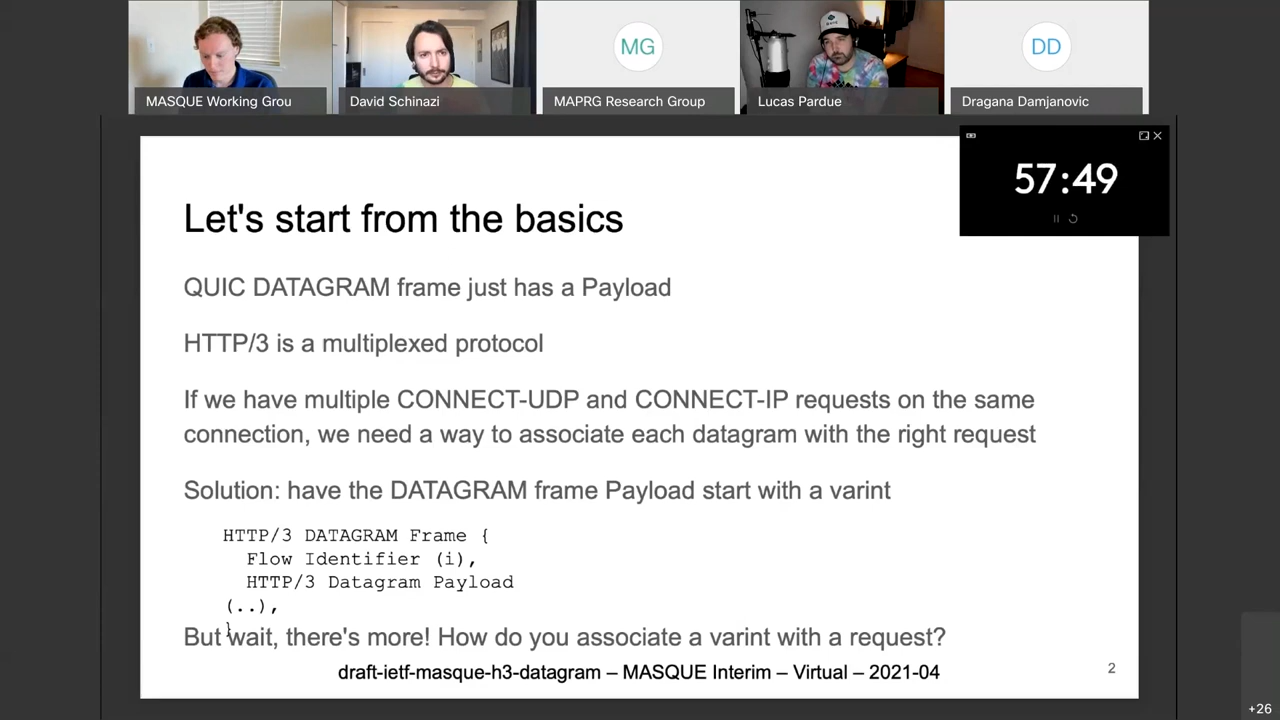 MASQUE Working Grou
David Schinazi
MG
MAPRG Research Group
Lucas Pardue
DD
Dragana Damjanovic
57:49
Let's start from the basics
QUIC DATAGRAM frame just has a Payload
HTTP/3 is a multiplexed protocol
If we have multiple CONNECT-UDP and CONNECT-IP requests on the same
connection, we need a way to associate each datagram with the right request
Solution: have the DATAGRAM frame Payload start with a varint
HTTP/3 DATAGRAM Frame {
Flow Identifier (i),
HTTP/3 Datagram Payload
(..),
}
But wait, there's more! How do you associate a varint with a request?
draft-ietf-masque-h3-datagram – MASQUE Interim – Virtual – 2021-04
2
+26